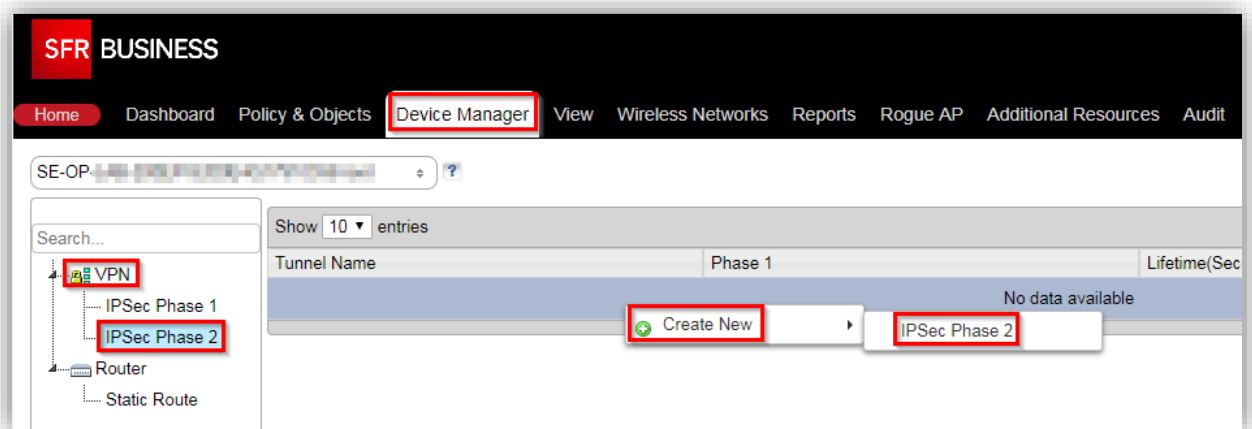 SFR BUSINESS
Home Dashboard Policy & Objects Device Manager View Wireless Networks Reports Rogue AP Additional Resources Audit
SE-OP- ?
Show 10 entries
Search...
Tunnel Name Phase 1 Lifetime(Sec
VPN
No data available
IPSec Phase 1
Create New IPSec Phase 2
IPSec Phase 2
Router
Static Route